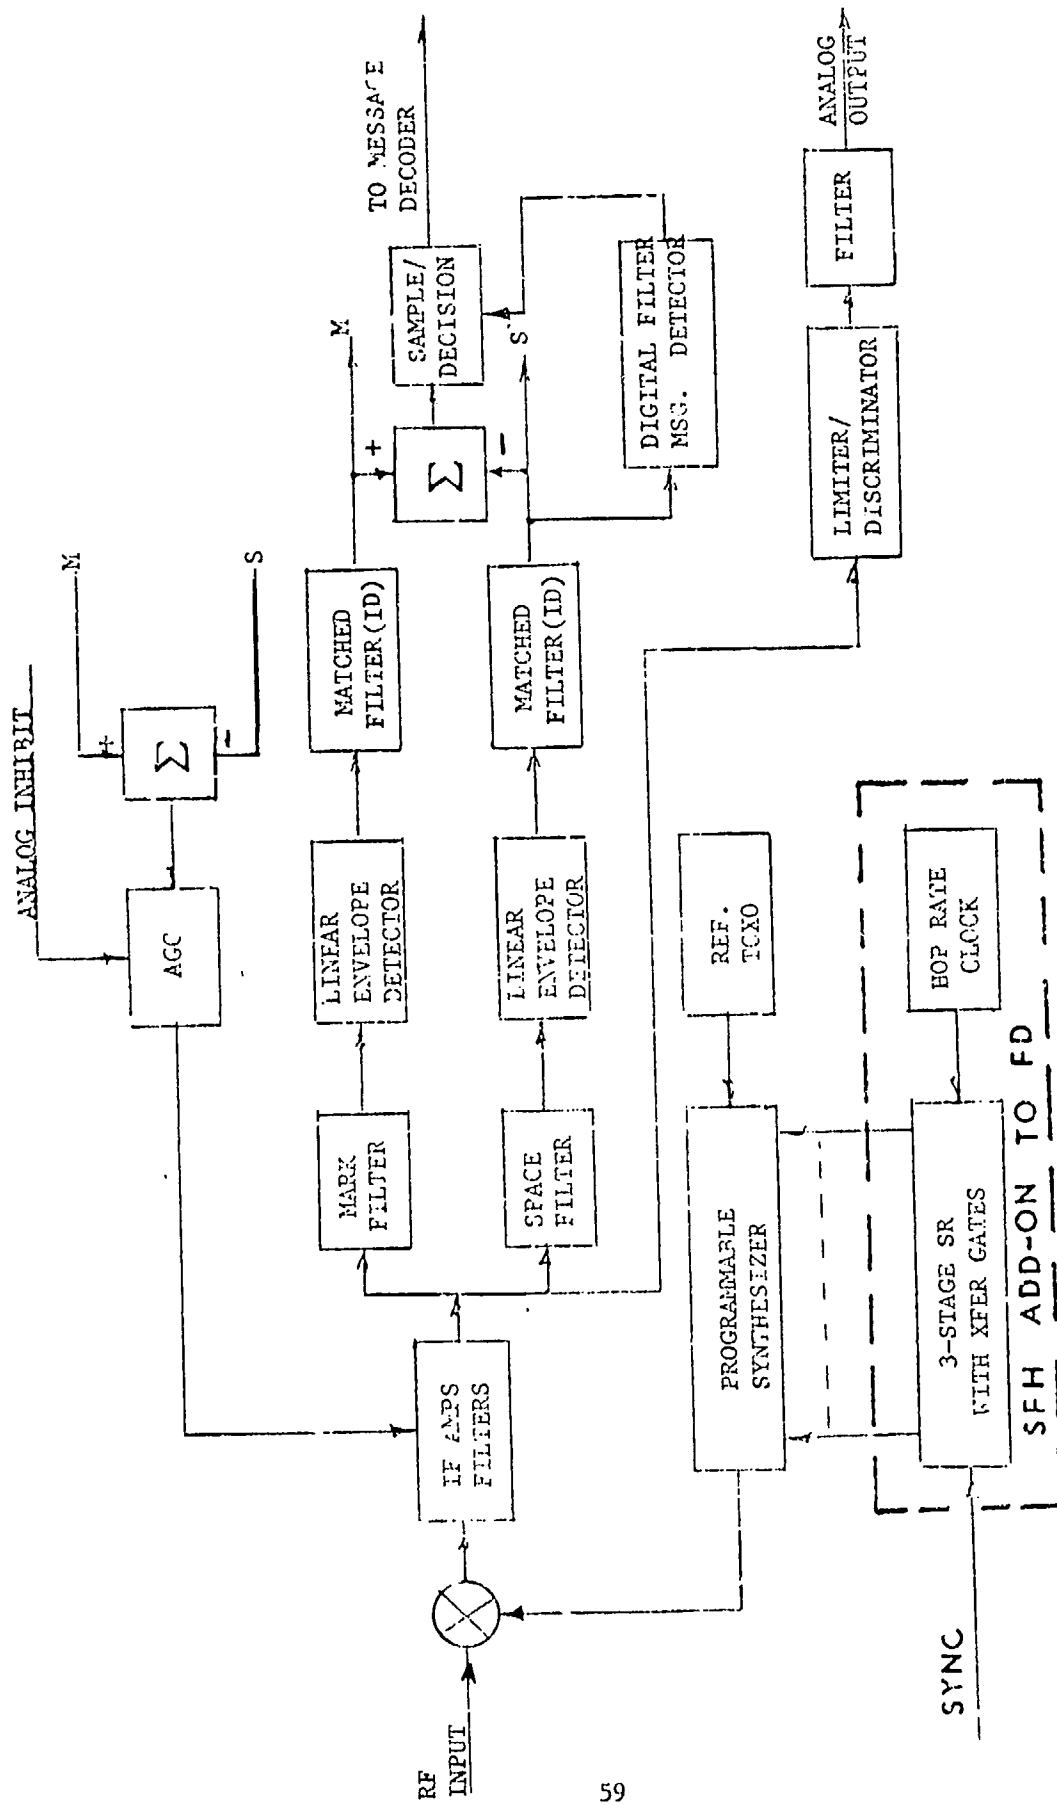 ANALOG INHIBIT
M
+
Σ
-
S
AGC
TO MESSAGE
DECODER
LINEAR
ENVELOPE
DETECTOR
MATCHED
FILTER(ID)
M
+
Σ
-
S
SAMPLE/
DECISION
MARK
FILTER
SPACE
FILTER
LINEAR
ENVELOPE
DETECTOR
MATCHED
FILTER(ID)
DIGITAL FILTER
MSG. DETECTOR
RF
INPUT
IF AMPS
FILTERS
LIMITER/
DISCRIMINATOR
FILTER
ANALOG
OUTPUT
PROGRAMMABLE
SYNTHESIZER
REF.
TCXO
SYNC
3-STAGE SR
WITH XFER GATES
HOP RATE
CLOCK
SFH ADD-ON TO FD
59